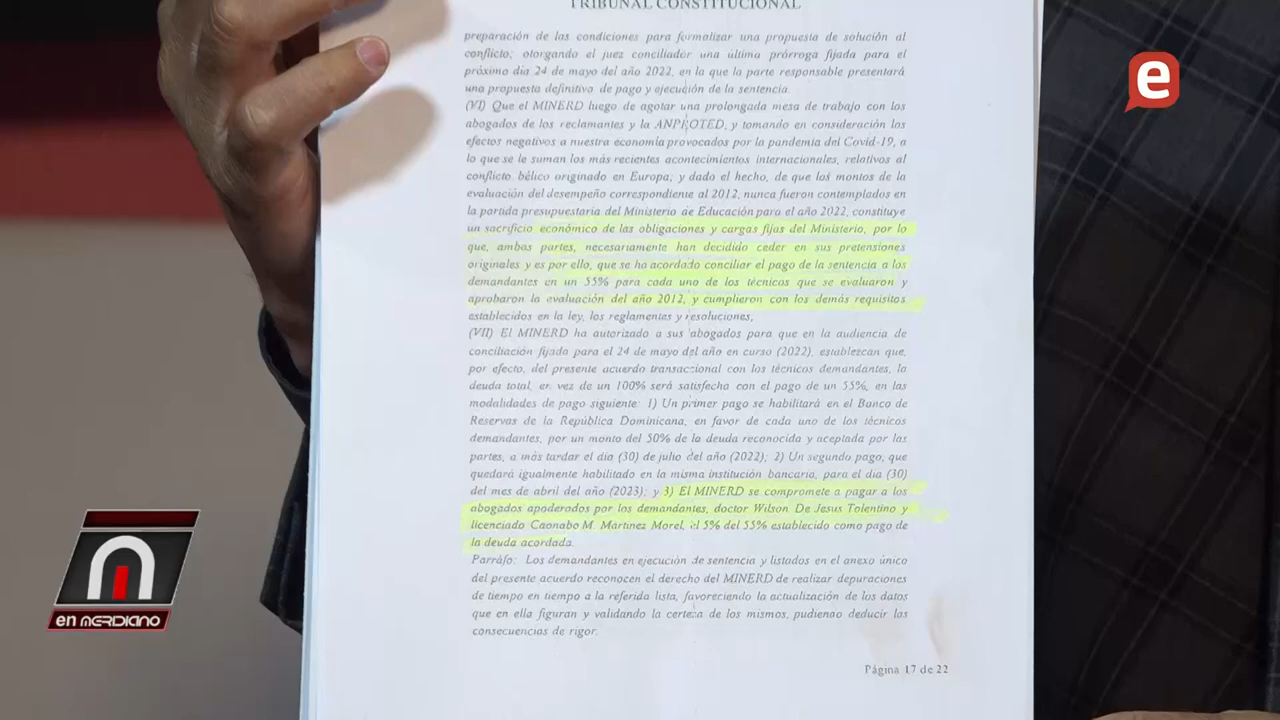 TRIBUNAL CONSTITUCIONAL
preparación de las condiciones para formalizar una propuesta de solución al
conflicto; otorgando el juez conciliador una última prórroga fijada para el
próximo día 24 de mayo del año 2022, en la que la parte responsable presentará
una propuesta definitiva de pago y ejecución de la sentencia.
(VI) Que el MINERD luego de agotar una prolongada mesa de trabajo con los
abogados de los reclamantes y la ANPROTED, y tomando en consideración los
efectos negativos a nuestra economía provocados por la pandemia del Covid-19, a
lo que se le suman los más recientes acontecimientos internacionales, relativos al
conflicto bélico originado en Europa; y dado el hecho, de que los montos de la
evaluación del desempeño correspondiente al 2012, nunca fueron contemplados en
la partida presupuestaria del Ministerio de Educación para el año 2022, constituye
un sacrificio económico de las obligaciones y cargas fijas del Ministerio, por lo
que, ambas partes, necesariamente han decidido ceder en sus pretensiones
originales y es por ello, que se ha acordado conciliar el pago de la sentencia a los
demandantes en un 55% para cada uno de los técnicos que se evaluaron y
aprobaron la evaluación del año 2012, y cumplieron con los demás requisitos
establecidos en la ley, los reglamentos y resoluciones;
(VII) El MINERD ha autorizado a sus abogados para que en la audiencia de
conciliación fijada para el 24 de mayo del año en curso (2022), establezcan que,
por efecto, del presente acuerdo transaccional con los técnicos demandantes, la
deuda total, en vez de un 100% será satisfecha con el pago de un 55%, en las
modalidades de pago siguiente: 1) Un primer pago se habilitará en el Banco de
Reservas de la República Dominicana, en favor de cada uno de los técnicos
demandantes, por un monto del 50% de la deuda reconocida y aceptada por las
partes, a más tardar el día (30) de julio del año (2022); 2) Un segundo pago, que
quedará igualmente habilitado en la misma institución bancaria, para el día (30)
del mes de abril del año (2023); y 3) El MINERD se compromete a pagar a los
abogados apoderados por los demandantes, doctor Wilson De Jesus Tolentino y
licenciado Caonabo M. Martínez Morel, el 5% del 55% establecido como pago de
la deuda acordada.
Parráfo: Los demandantes en ejecución de sentencia y listados en el anexo único
del presente acuerdo reconocen el derecho del MINERD de realizar depuraciones
de tiempo en tiempo a la referida lista, favoreciendo la actualización de los datos
que en ella figuran y validando la certeza de los mismos, pudiendo deducir las
consecuencias de rigor.
Página 17 de 22
e
en MERIDIANO